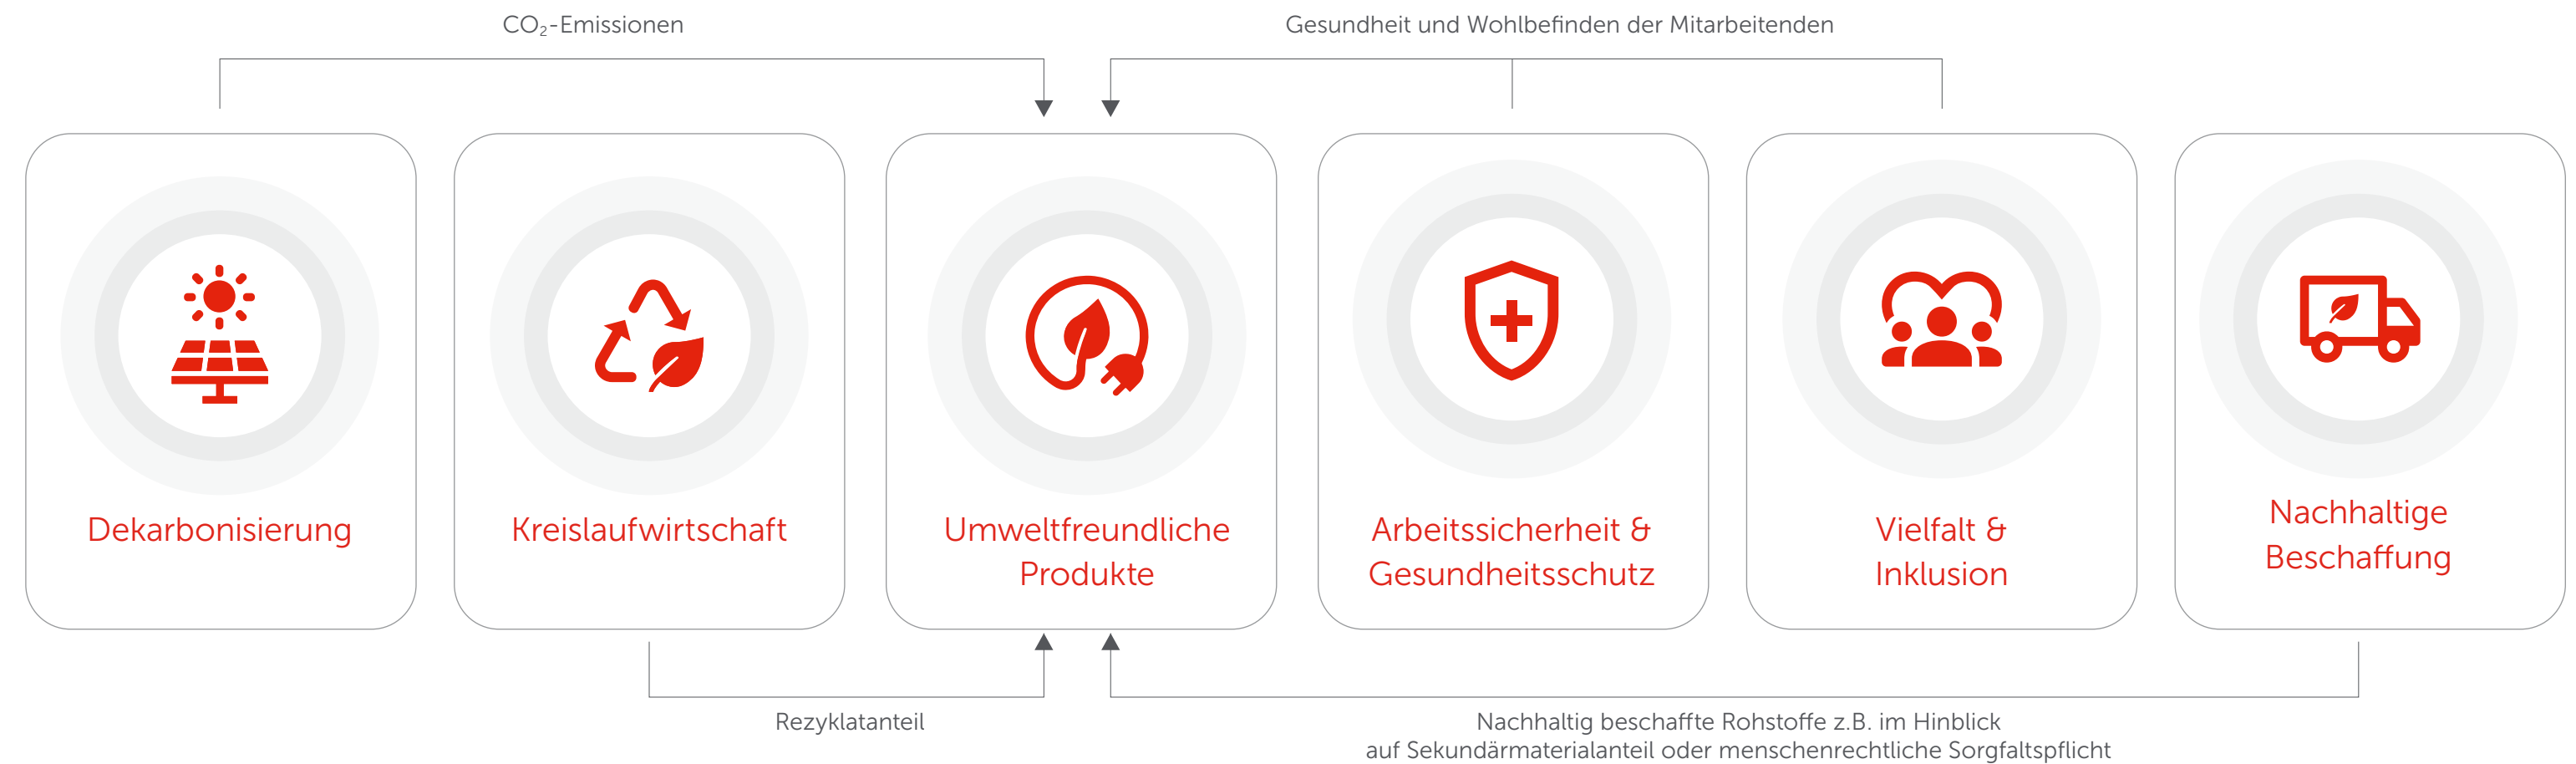 CO₂-Emissionen
Gesundheit und Wohlbefinden der Mitarbeitenden
Dekarbonisierung
Kreislaufwirtschaft
Umweltfreundliche
Produkte
Arbeitssicherheit &
Gesundheitsschutz
Vielfalt &
Inklusion
Nachhaltige
Beschaffung
Rezyklatanteil
Nachhaltig beschaffte Rohstoffe z.B. im Hinblick
auf Sekundärmaterialanteil oder menschenrechtliche Sorgfaltspflicht